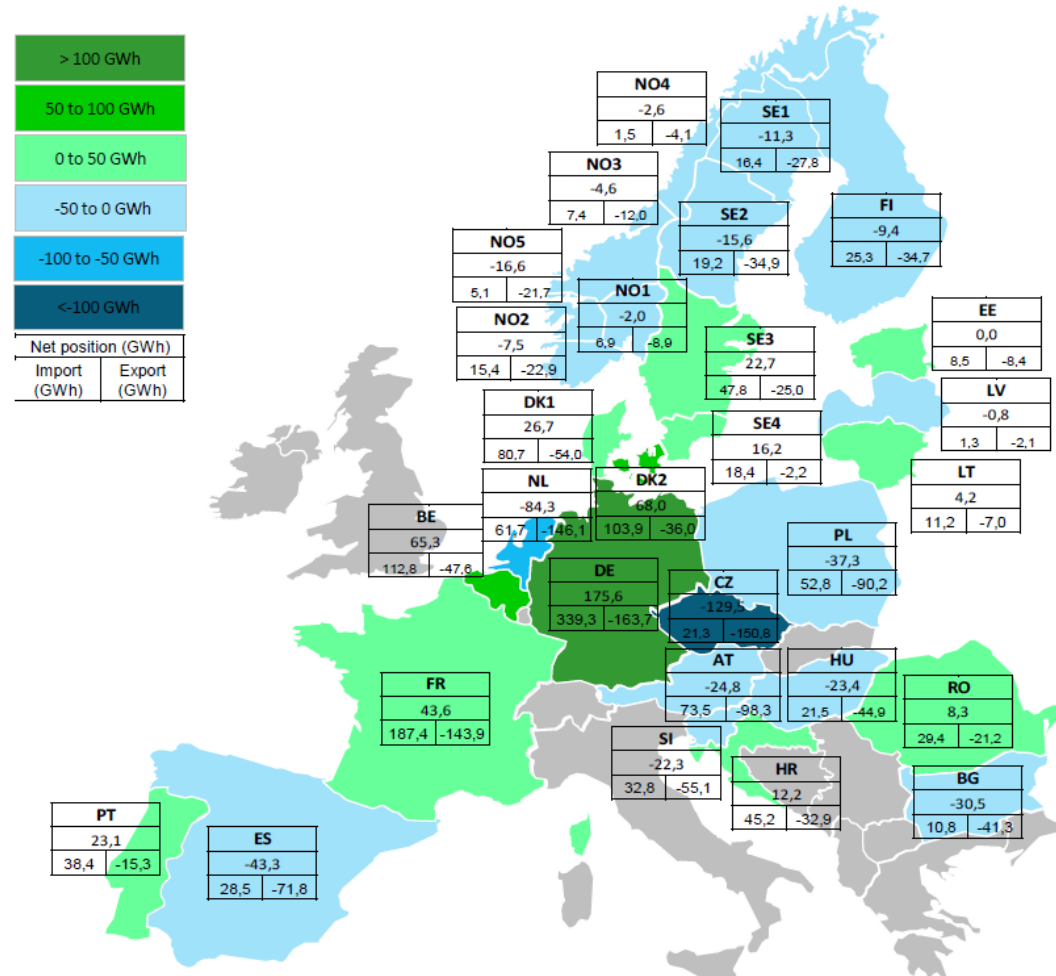 > 100 GWh
50 to 100 GWh
0 to 50 GWh
-50 to 0 GWh
-100 to -50 GWh
<-100 GWh
Net position (GWh)
Import (GWh) Export (GWh)
NO4
-2,6
1,5 -4,1
SE1
-11,3
16,4 -27,8
NO3
-4,6
7,4 -12,0
SE2
-15,6
19,2 -34,9
FI
-9,4
25,3 -34,7
NO5
-16,6
5,1 -21,7
NO1
-2,0
6,9 -8,9
NO2
-7,5
15,4 -22,9
EE
0,0
8,5 -8,4
SE3
22,7
47,8 -25,0
LV
-0,8
1,3 -2,1
DK1
26,7
80,7 -54,0
SE4
16,2
18,4 -2,2
LT
4,2
11,2 -7,0
NL
-84,3
61,7 -146,1
DK2
68,0
103,9 -36,0
BE
65,3
112,8 -47,6
PL
-37,3
52,8 -90,2
DE
175,6
339,3 -163,7
CZ
-129,5
21,3 -150,8
AT
-24,8
73,5 -98,3
HU
-23,4
21,5 -44,9
FR
43,6
187,4 -143,9
RO
8,3
29,4 -21,2
SI
-22,3
32,8 -55,1
HR
12,2
45,2 -32,9
BG
-30,5
10,8 -41,3
PT
23,1
38,4 -15,3
ES
-43,3
28,5 -71,8